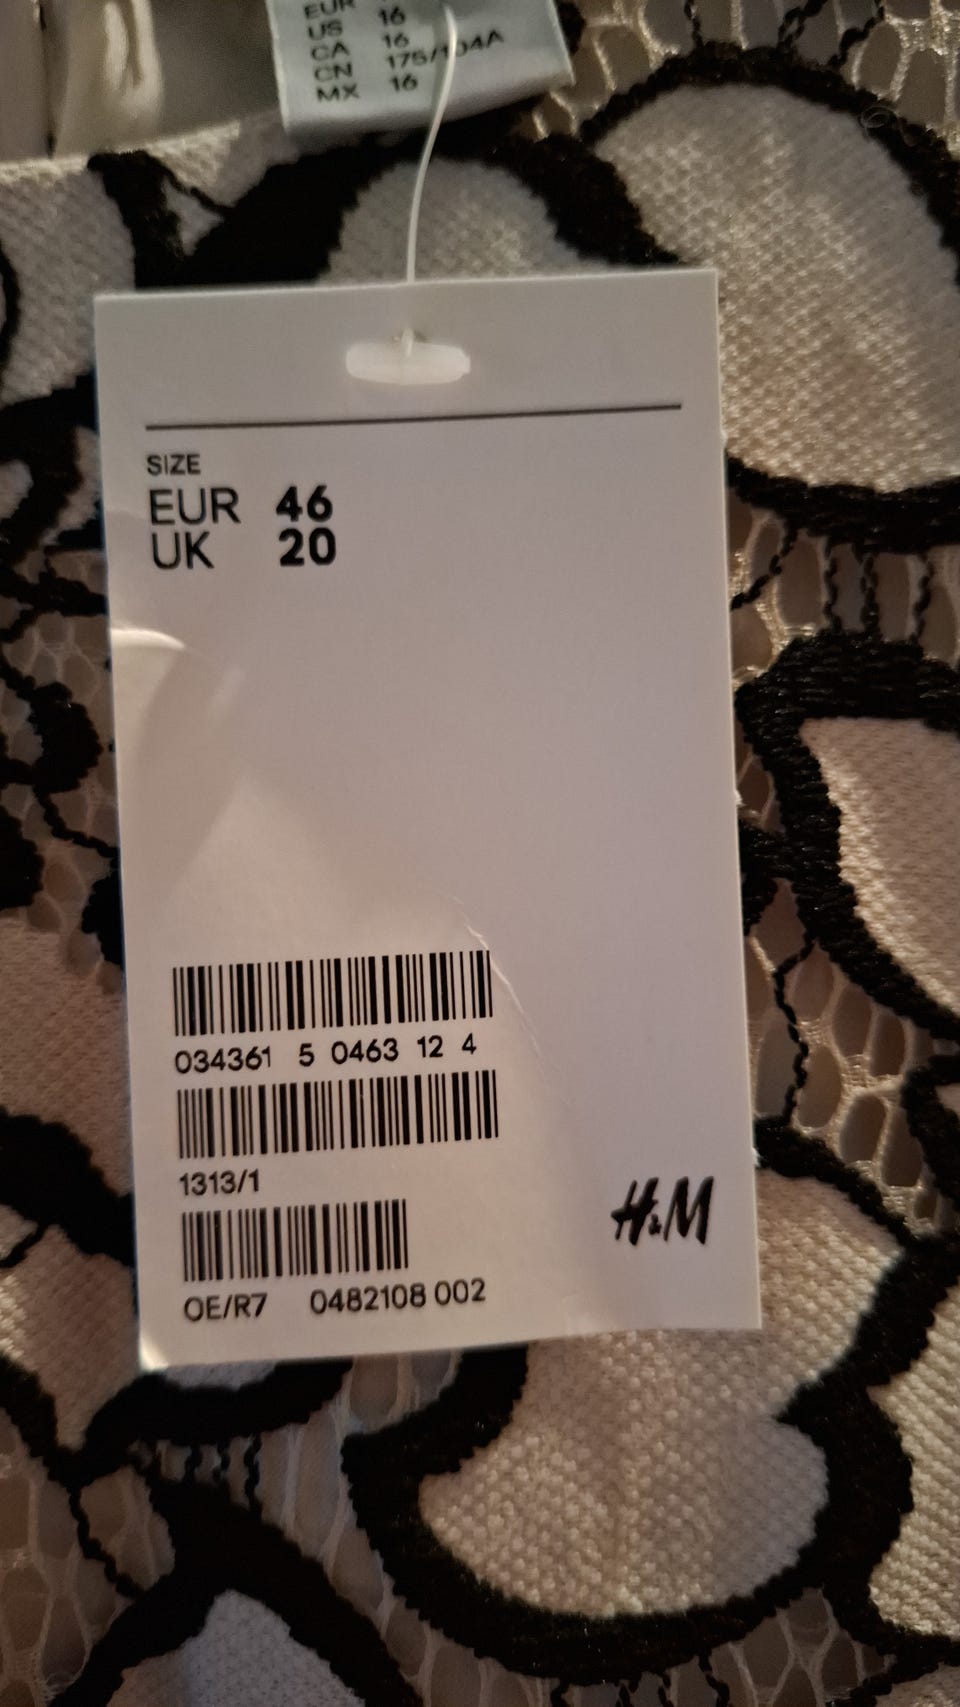 EUR
US 16
CA 16
CN 175/104A
MX 16
SIZE
EUR 46
UK 20
034361 5 0463 12 4
1313/1
H&M
OE/R7 0482108 002